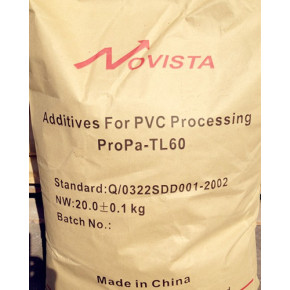 NOVISTA
Additives For PVC Processing
ProPa-TL60
Standard:Q/0322SDD001-2002
NW:20.0±0.1 kg
Batch No.:
Made in China